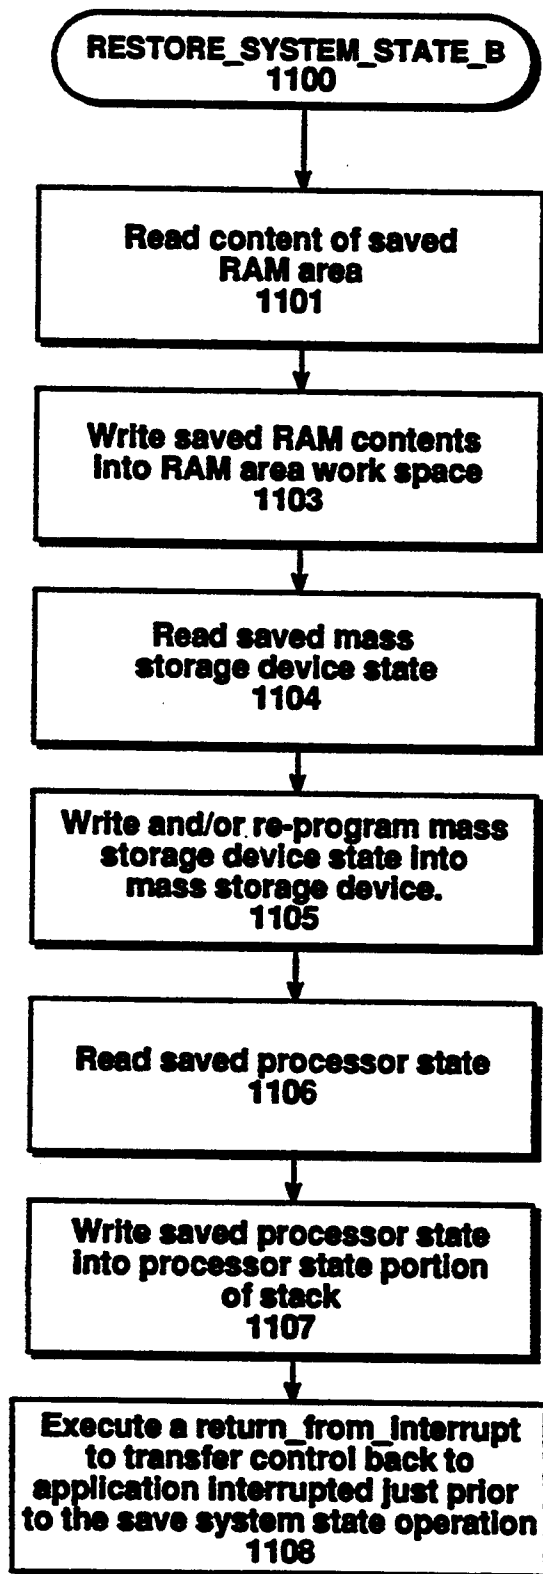 RESTORE_SYSTEM_STATE_B
1100
Read content of saved
RAM area
1101
Write saved RAM contents
into RAM area work space
1103
Read saved mass
storage device state
1104
Write and/or re-program mass
storage device state into
mass storage device.
1105
Read saved processor state
1106
Write saved processor state
into processor state portion
of stack
1107
Execute a return_from_interrupt
to transfer control back to
application interrupted just prior
to the save system state operation
1108